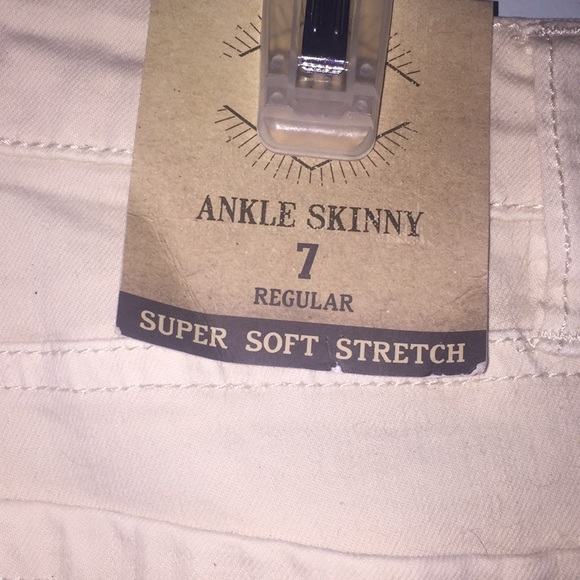 ANKLE SKINNY
7
REGULAR
SUPER SOFT STRETCH